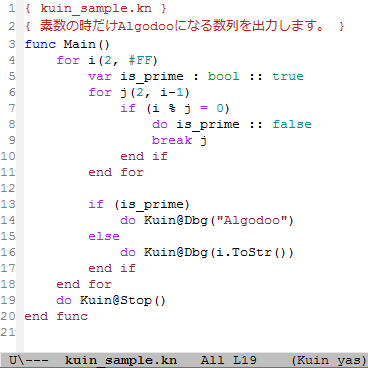 1 { kuin_sample.kn }
2 { 素数の時だけAlgodooになる数列を出力します。 }
3 func Main()
4     for i(2, #FF)
5         var is_prime : bool :: true
6         for j(2, i-1)
7             if (i % j = 0)
8                 do is_prime :: false
9                 break j
10             end if
11         end for
12
13         if (is_prime)
14             do Kuin@Dbg("Algodoo")
15         else
16             do Kuin@Dbg(i.ToStr())
17         end if
18     end for
19     do Kuin@Stop()
20 end func
21
U\--- kuin_sample.kn All L19 (Kuin yas)